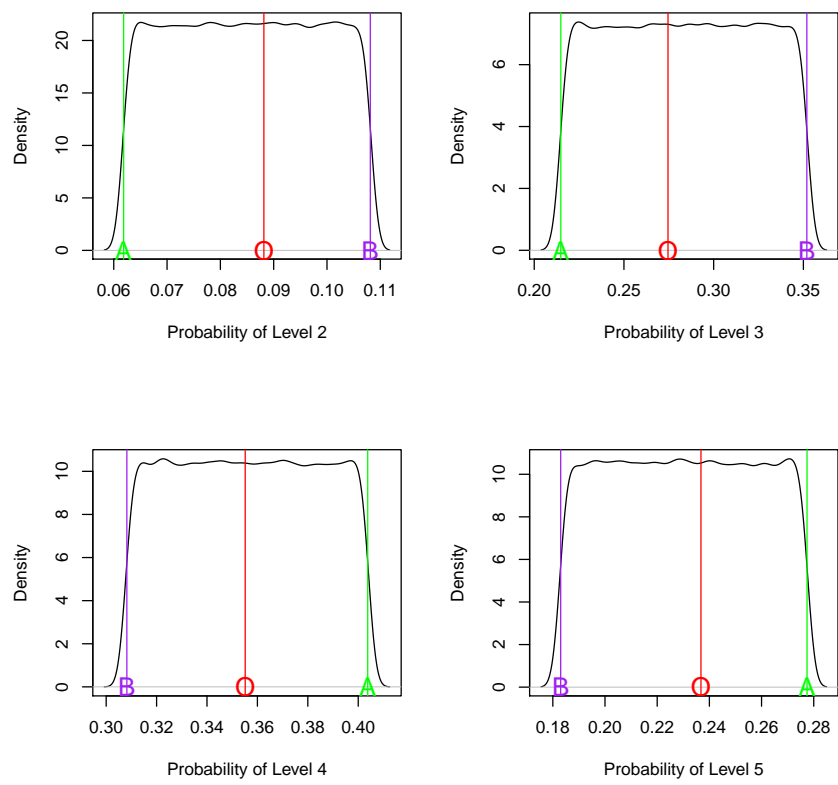 Density
20
15
10
5
0
A
O
B
0.06 0.07 0.08 0.09 0.10 0.11
Probability of Level 2
Density
6
4
2
0
A
O
B
0.20 0.25 0.30 0.35
Probability of Level 3
Density
10
8
6
4
2
0
B
O
A
0.30 0.32 0.34 0.36 0.38 0.40
Probability of Level 4
Density
10
8
6
4
2
0
B
O
A
0.18 0.20 0.22 0.24 0.26 0.28
Probability of Level 5